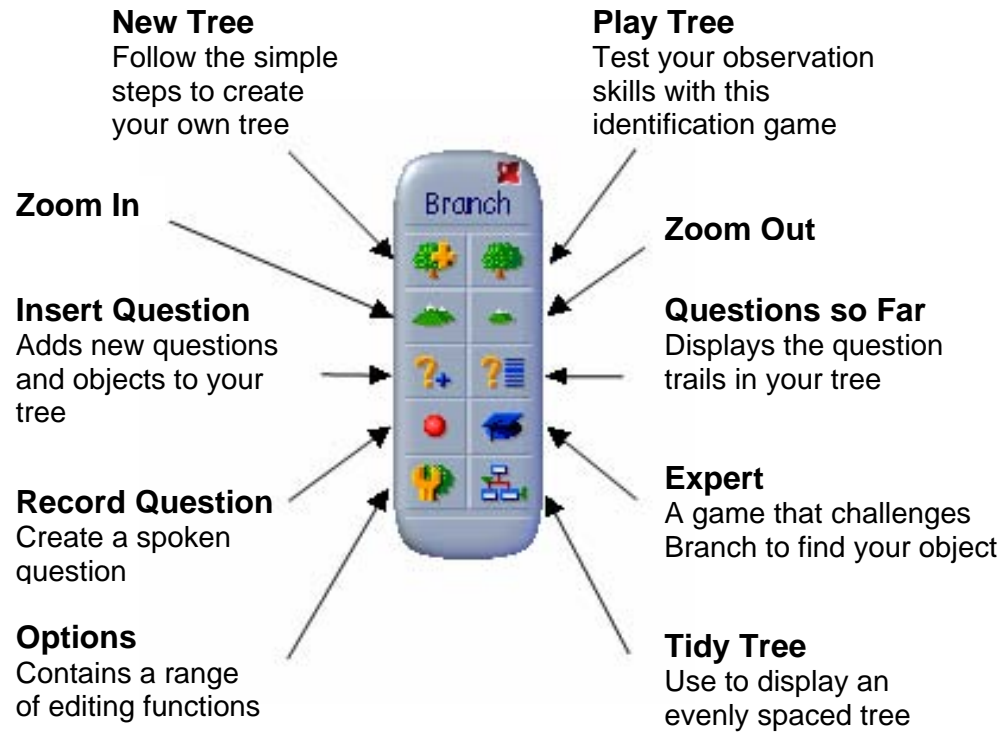 New Tree
Follow the simple
steps to create
your own tree
Play Tree
Test your observation
skills with this
identification game
Branch
Zoom In
Zoom Out
Insert Question
Adds new questions
and objects to your
tree
Questions so Far
Displays the question
trails in your tree
Record Question
Create a spoken
question
Expert
A game that challenges
Branch to find your object
Options
Contains a range
of editing functions
Tidy Tree
Use to display an
evenly spaced tree